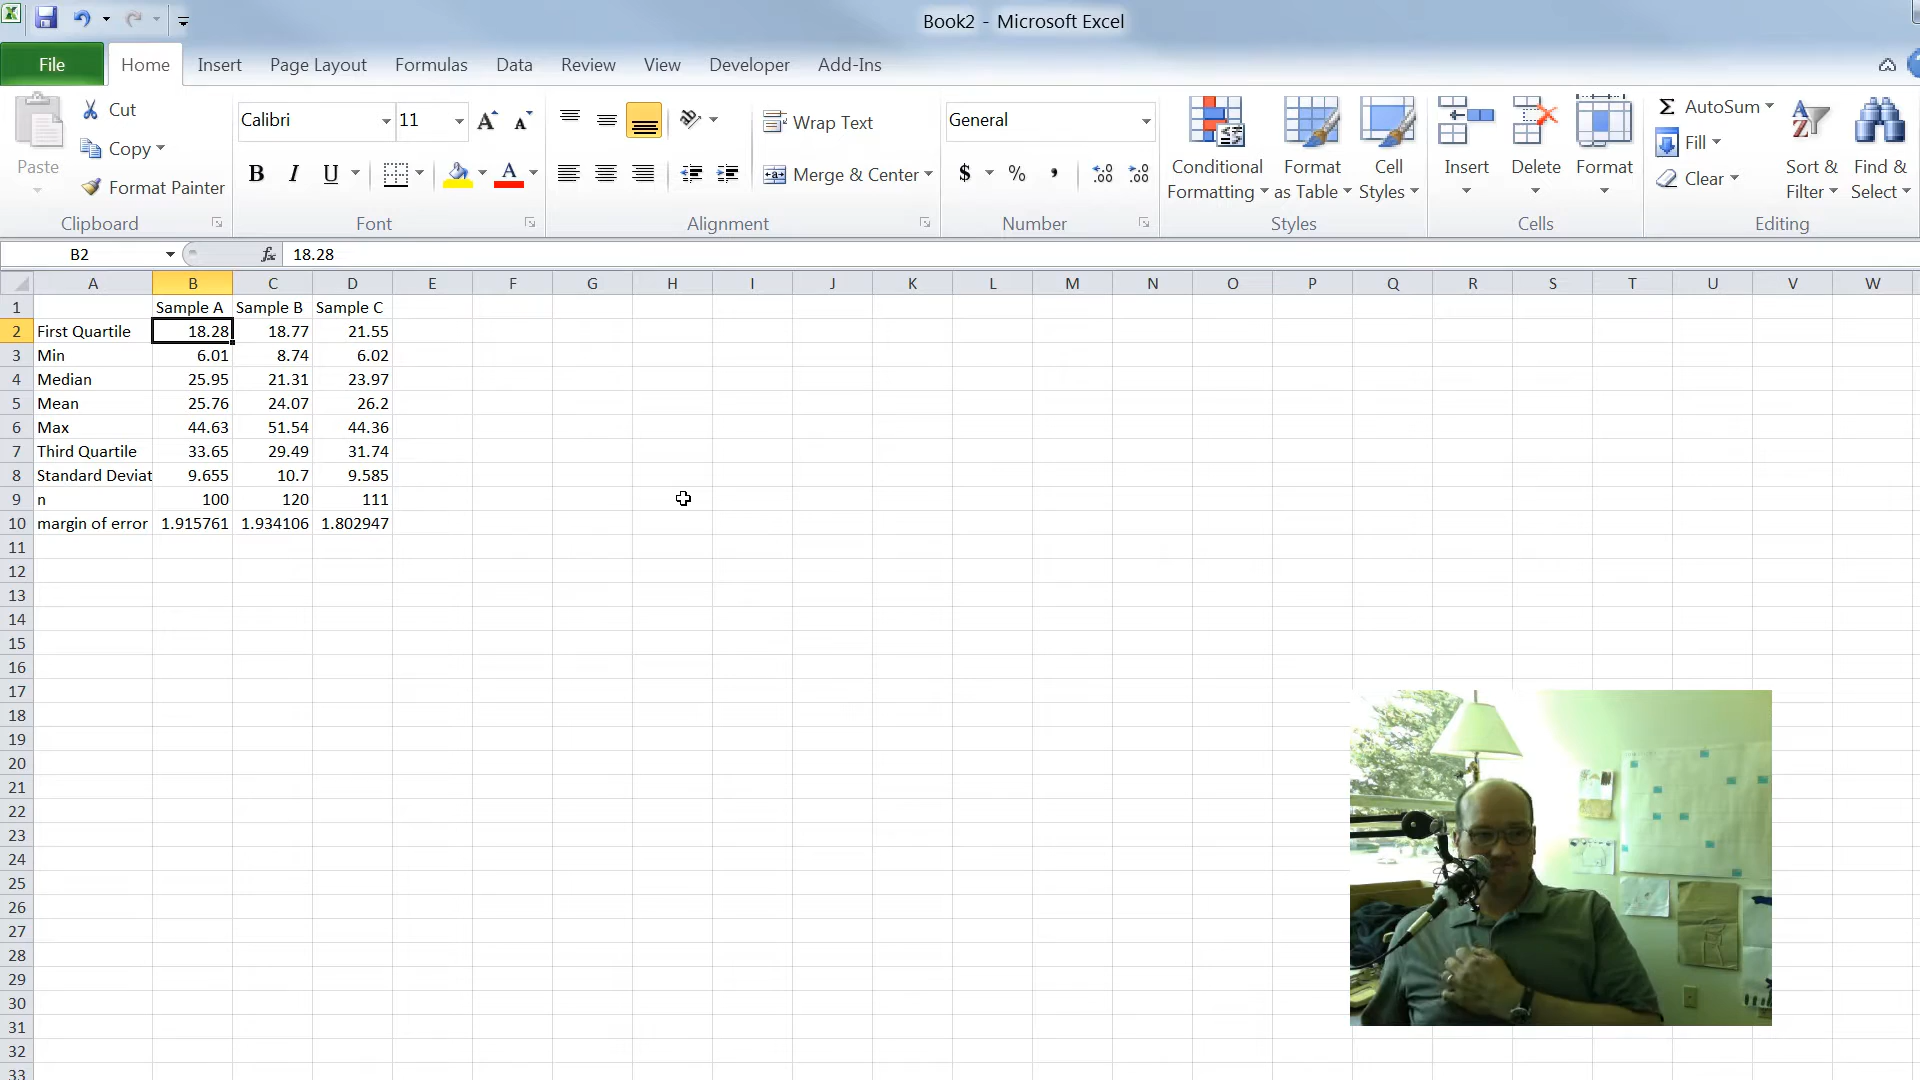 Book2 - Microsoft Excel
File Home Insert Page Layout Formulas Data Review View Developer Add-Ins
Paste
Cut
Copy
Format Painter
Clipboard
Calibri 11
B I U A
Font
Wrap Text
Merge & Center
Alignment
General
$ % ,
Number
Conditional Formatting
Format as Table
Cell Styles
Styles
Insert Delete Format
Cells
Σ AutoSum
Fill
Clear
Sort & Filter
Find & Select
Editing
B2 fx 18.28
A B C D E F G H I J K L M N O P Q R S T U V W
1 Sample A Sample B Sample C
2 First Quartile 18.28 18.77 21.55
3 Min 6.01 8.74 6.02
4 Median 25.95 21.31 23.97
5 Mean 25.76 24.07 26.2
6 Max 44.63 51.54 44.36
7 Third Quartile 33.65 29.49 31.74
8 Standard Deviat 9.655 10.7 9.585
9 n 100 120 111
10 margin of error 1.915761 1.934106 1.802947
11
12
13
14
15
16
17
18
19
20
21
22
23
24
25
26
27
28
29
30
31
32
33